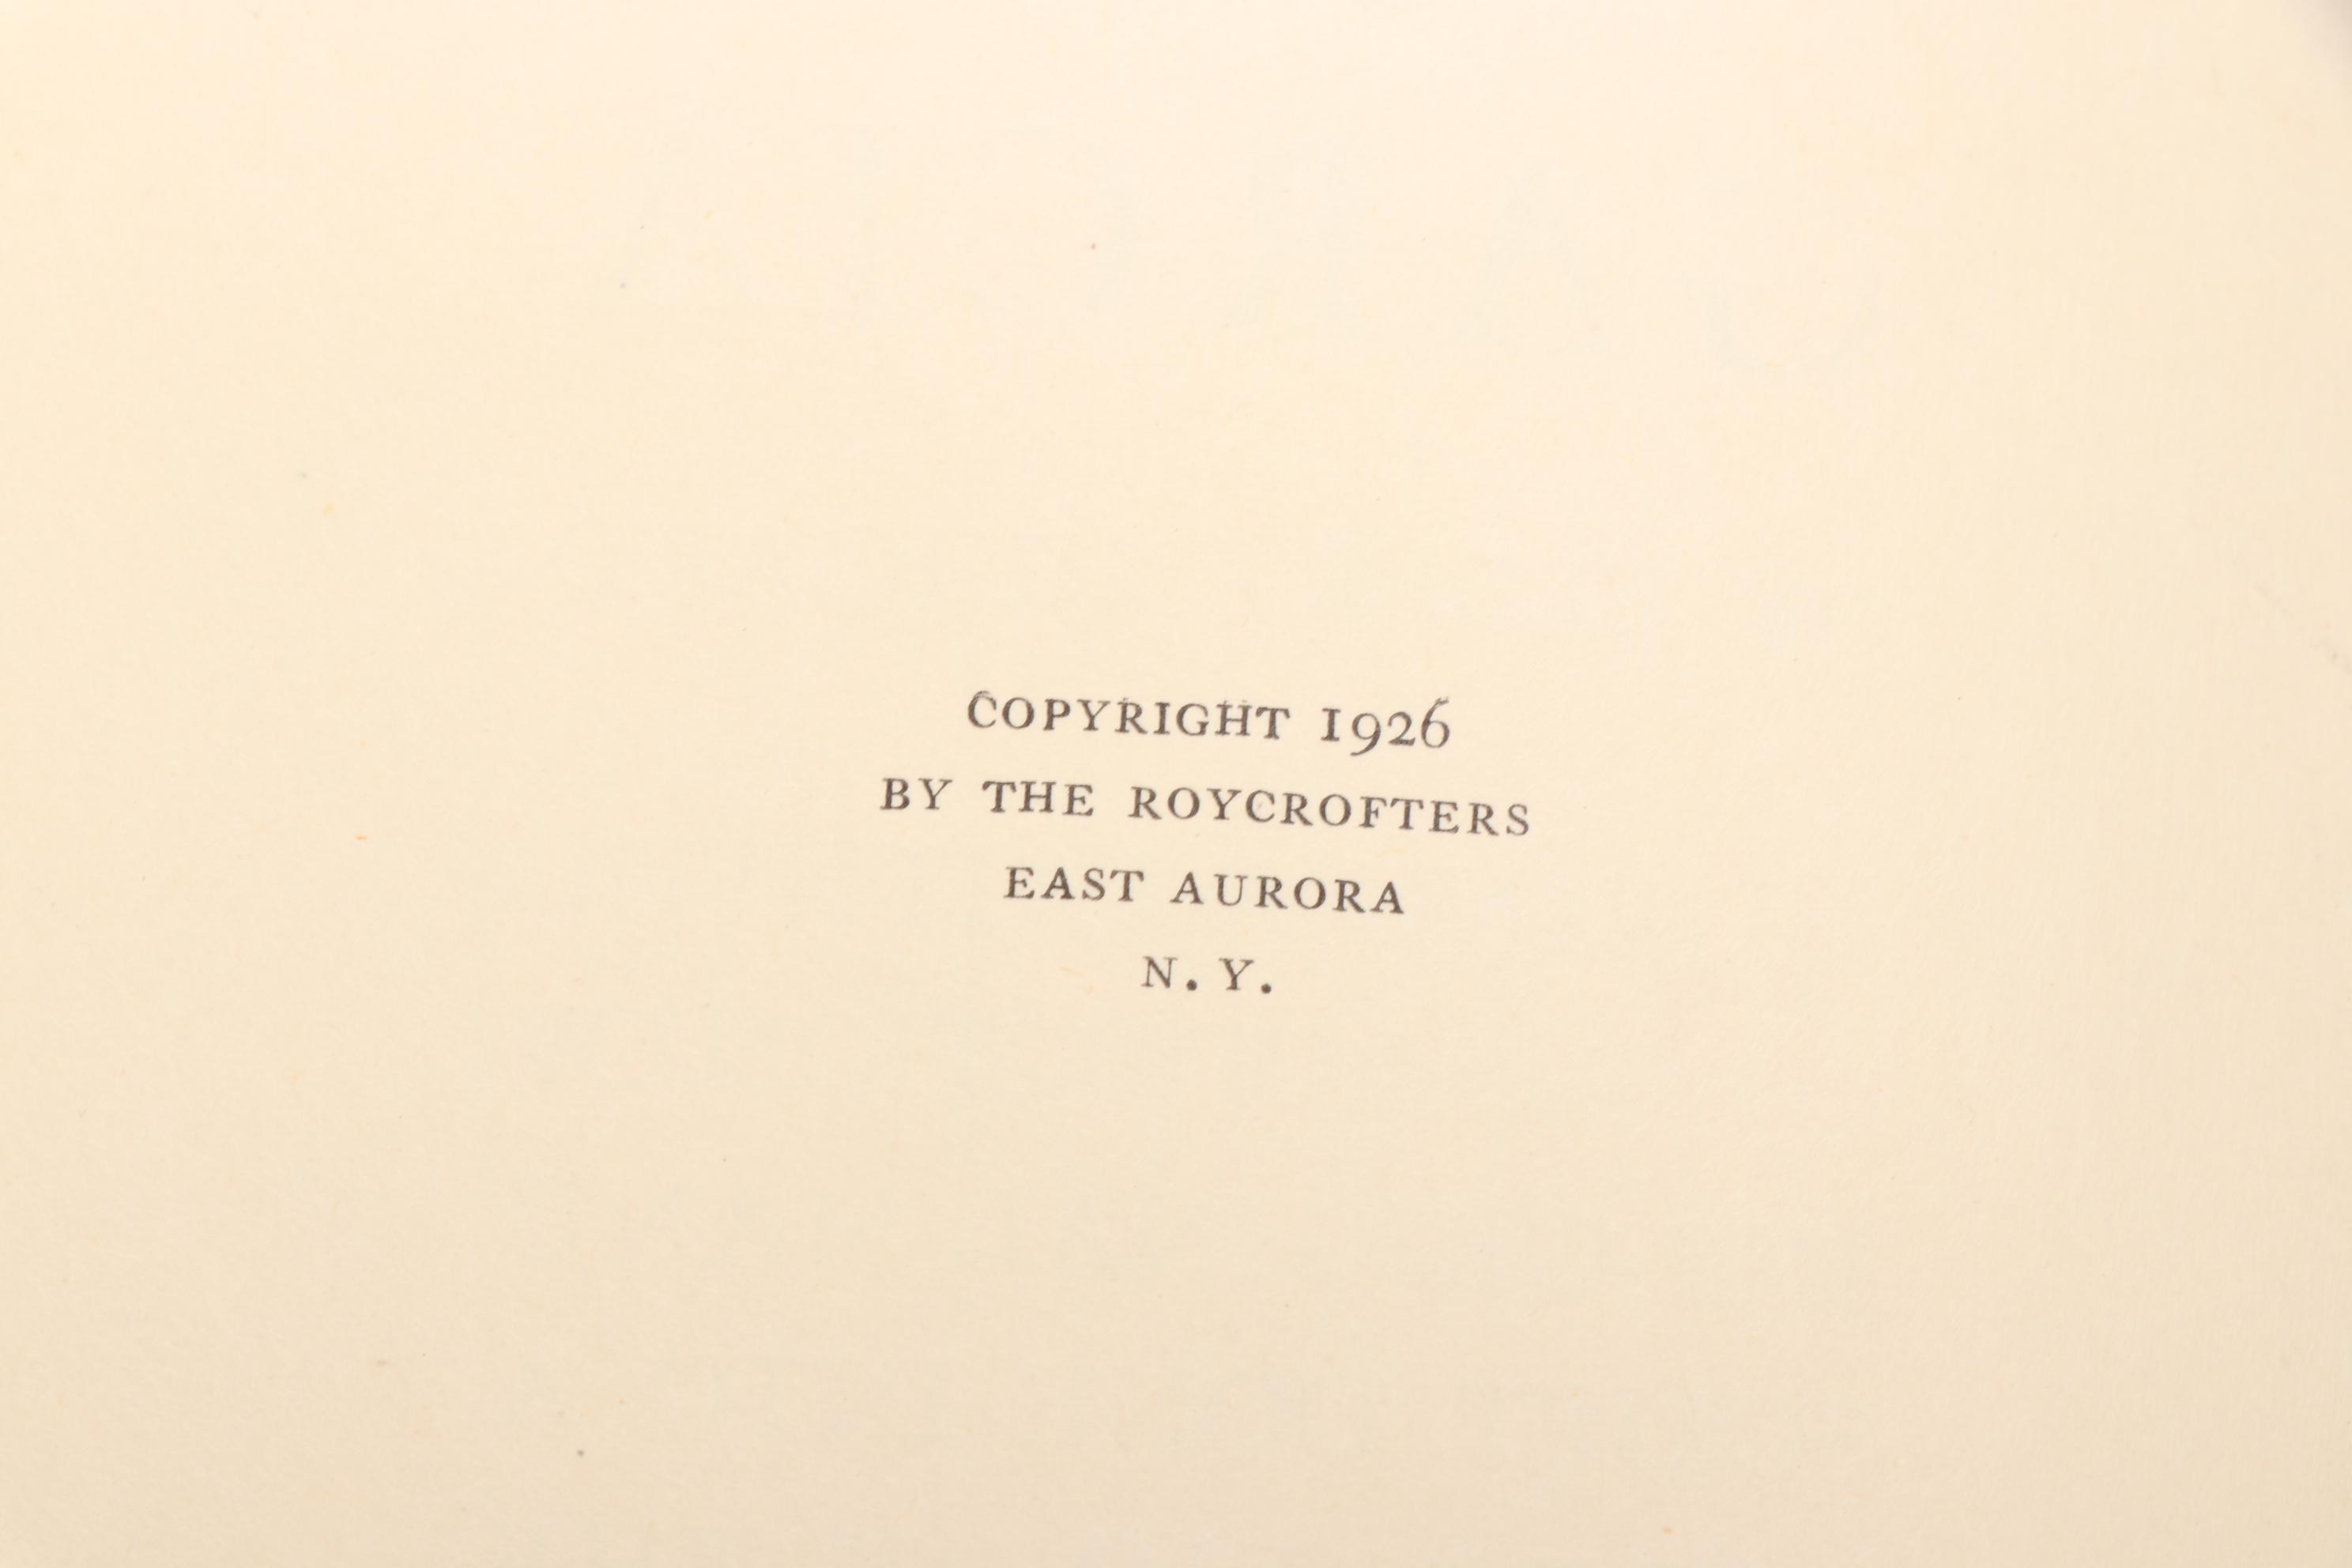 COPYRIGHT 1926
BY THE ROYCROFTERS
EAST AURORA
N. Y.